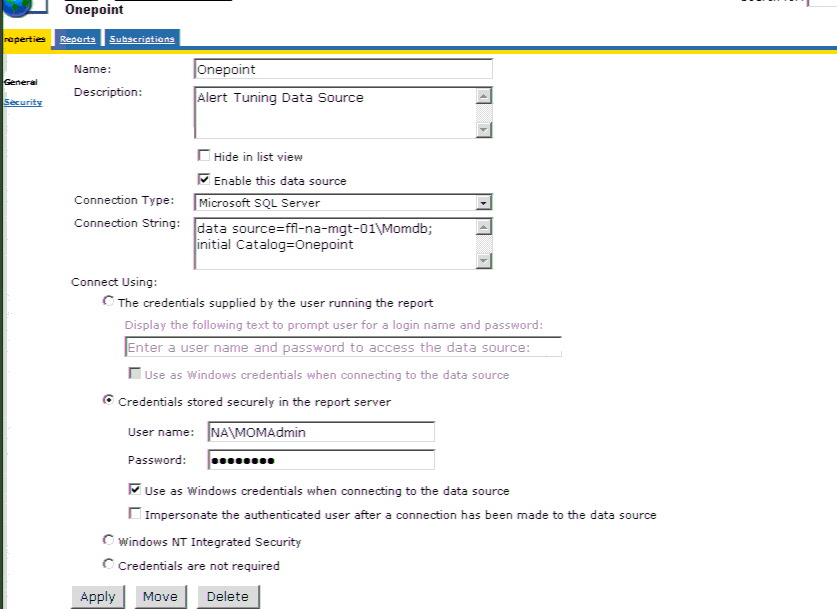 Onepoint
Reports Subscriptions
General
Security
Name: Onepoint
Description: Alert Tuning Data Source
Hide in list view
Enable this data source
Connection Type: Microsoft SQL Server
Connection String: data source=ffl-na-mgt-01\Momdb;
initial Catalog=Onepoint
Connect Using:
The credentials supplied by the user running the report
Display the following text to prompt user for a login name and password:
Enter a user name and password to access the data source:
Use as Windows credentials when connecting to the data source
Credentials stored securely in the report server
User name: NA\MOMAdmin
Password: ●●●●●●●●
Use as Windows credentials when connecting to the data source
Impersonate the authenticated user after a connection has been made to the data source
Windows NT Integrated Security
Credentials are not required
Apply Move Delete